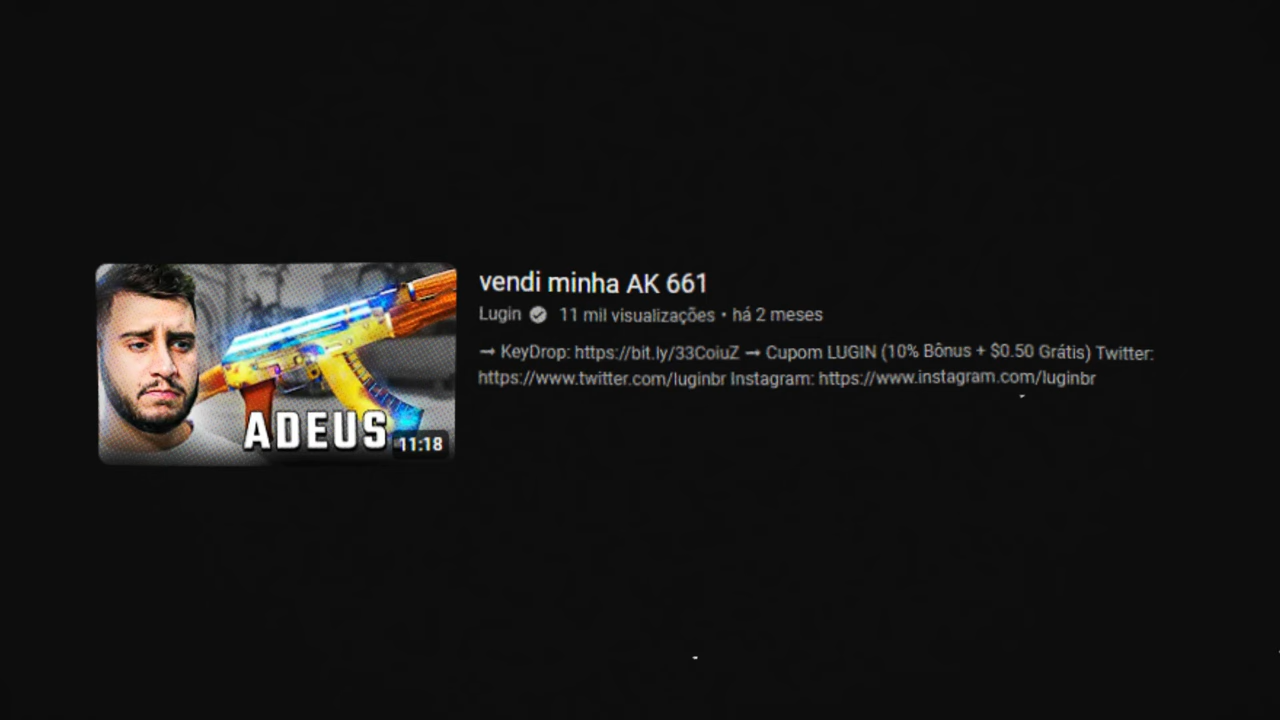 vendi minha AK 661
Lugin 11 mil visualizações • há 2 meses
→ KeyDrop: https://bit.ly/33CoiuZ → Cupom LUGIN (10% Bônus + $0.50 Grátis) Twitter:
https://www.twitter.com/luginbr Instagram: https://www.instagram.com/luginbr
ADEUS
11:18